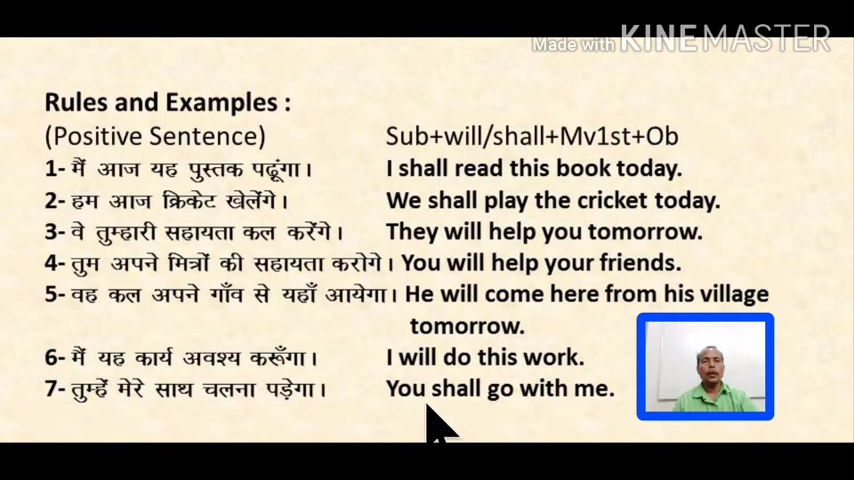 Made with KINEMASTER
Rules and Examples :
(Positive Sentence) Sub+will/shall+Mv1st+Ob
1- मैं आज यह पुस्तक पढूंगा। I shall read this book today.
2- हम आज क्रिकेट खेलेंगे। We shall play the cricket today.
3- वे तुम्हारी सहायता कल करेंगे। They will help you tomorrow.
4- तुम अपने मित्रों की सहायता करोगे। You will help your friends.
5- वह कल अपने गाँव से यहाँ आयेगा। He will come here from his village
tomorrow.
6- मैं यह कार्य अवश्य करूँगा। I will do this work.
7- तुम्हें मेरे साथ चलना पड़ेगा। You shall go with me.